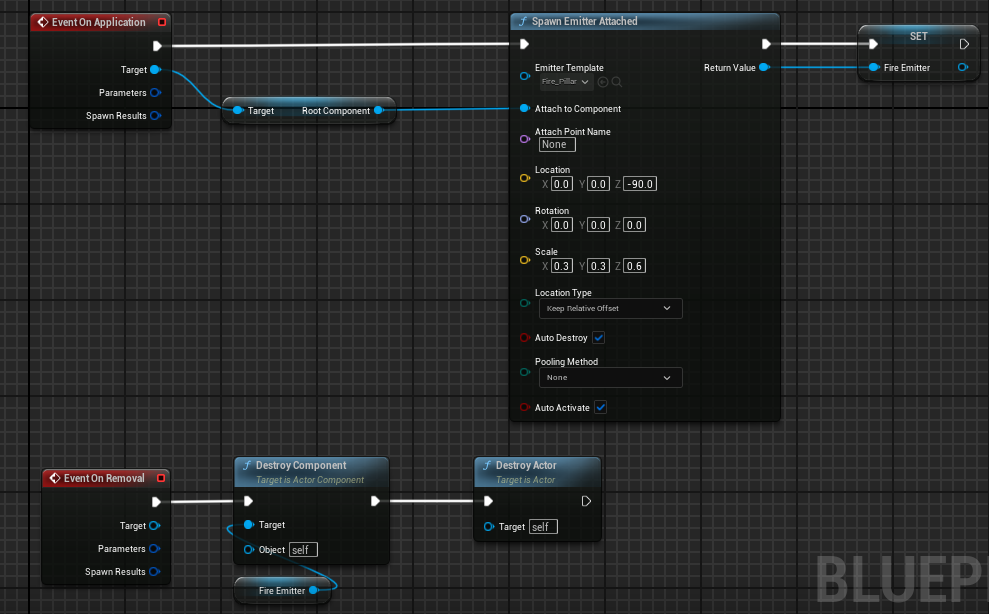 Event On Application
Target
Parameters
Spawn Results
Target Root Component
Spawn Emitter Attached
Emitter Template
Fire_Pillar
Return Value
Attach to Component
Attach Point Name
None
Location
X 0.0 Y 0.0 Z -90.0
Rotation
X 0.0 Y 0.0 Z 0.0
Scale
X 0.3 Y 0.3 Z 0.6
Location Type
Keep Relative Offset
Auto Destroy
Pooling Method
None
Auto Activate
SET
Fire Emitter
Event On Removal
Target
Parameters
Spawn Results
Destroy Component
Target is Actor Component
Target
Object self
Fire Emitter
Destroy Actor
Target is Actor
Target self
BLUEP